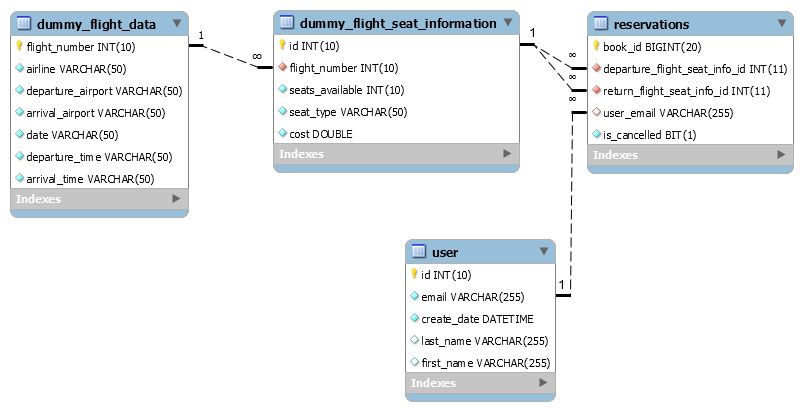 dummy_flight_data
flight_number INT(10)
airline VARCHAR(50)
departure_airport VARCHAR(50)
arrival_airport VARCHAR(50)
date VARCHAR(50)
departure_time VARCHAR(50)
arrival_time VARCHAR(50)
Indexes
1
∞
dummy_flight_seat_information
id INT(10)
flight_number INT(10)
seats_available INT(10)
seat_type VARCHAR(50)
cost DOUBLE
Indexes
1
∞
∞
∞
reservations
book_id BIGINT(20)
departure_flight_seat_info_id INT(11)
return_flight_seat_info_id INT(11)
user_email VARCHAR(255)
is_cancelled BIT(1)
Indexes
user
id INT(10)
email VARCHAR(255)
create_date DATETIME
last_name VARCHAR(255)
first_name VARCHAR(255)
Indexes
1